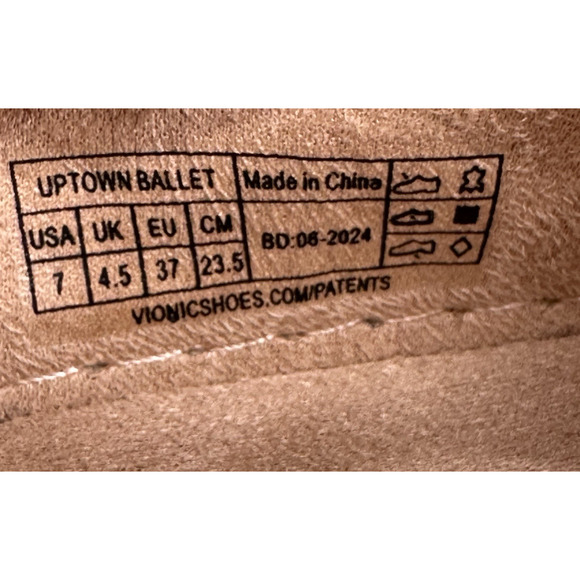 UPTOWN BALLET Made in China
USA UK EU CM
BD:06-2024
7 4.5 37 23.5
VIONICSHOES.COM/PATENTS